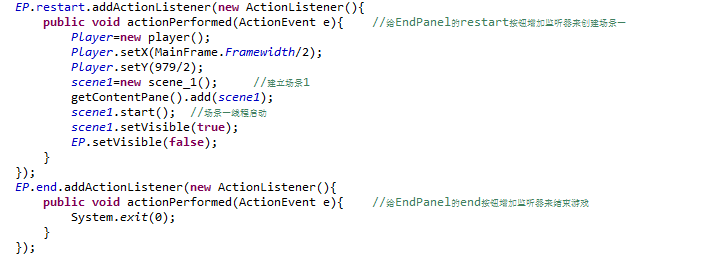 EP.restart.addActionListener(new ActionListener(){
public void actionPerformed(ActionEvent e){ //给EndPanel的restart按钮增加监听器来创建场景一
Player=new player();
Player.setX(MainFrame.Framewidth/2);
Player.setY(979/2);
scene1=new scene_1(); //建立场景1
getContentPane().add(scene1);
scene1.start(); //场景一线程启动
scene1.setVisible(true);
EP.setVisible(false);
}
});
EP.end.addActionListener(new ActionListener(){
public void actionPerformed(ActionEvent e){ //给EndPanel的end按钮增加监听器来结束游戏
System.exit(0);
}
});